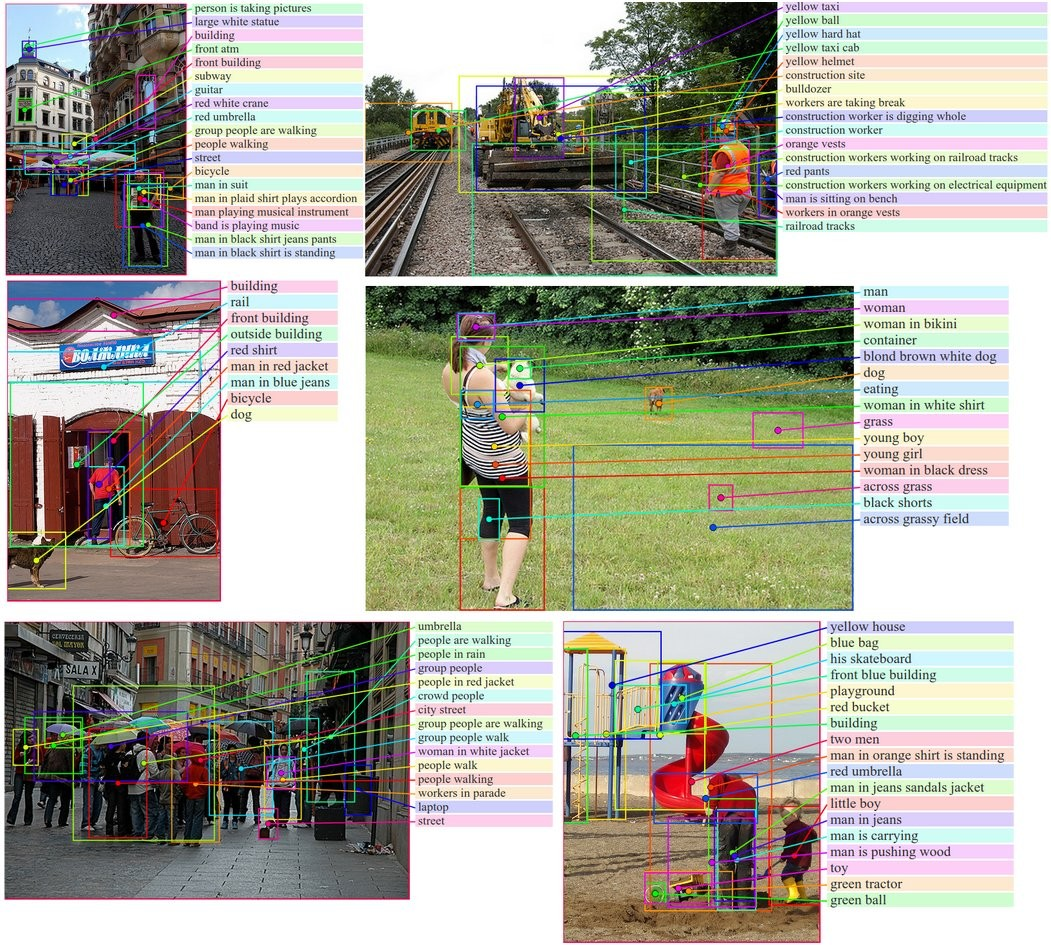 person is taking pictures
large white statue
building
front atm
front building
subway
guitar
red white crane
red umbrella
group people are walking
people walking
street
bicycle
man in suit
man in plaid shirt plays accordion
man playing musical instrument
band is playing music
man in black shirt jeans pants
man in black shirt is standing
yellow taxi
yellow ball
yellow hard hat
yellow taxi cab
yellow helmet
construction site
bulldozer
workers are taking break
construction worker is digging whole
construction worker
orange vests
construction workers working on railroad tracks
red pants
construction workers working on electrical equipment
man is sitting on bench
workers in orange vests
railroad tracks
building
rail
front building
outside building
red shirt
man in red jacket
man in blue jeans
bicycle
dog
man
woman
woman in bikini
container
blond brown white dog
dog
eating
woman in white shirt
grass
young boy
young girl
woman in black dress
across grass
black shorts
across grassy field
CERVECERIA
SALA X
umbrella
people are walking
people in rain
group people
people in red jacket
crowd people
city street
group people are walking
group people walk
woman in white jacket
people walk
people walking
workers in parade
laptop
street
yellow house
blue bag
his skateboard
front blue building
playground
red bucket
building
two men
man in orange shirt is standing
red umbrella
man in jeans sandals jacket
little boy
man in jeans
man is carrying
man is pushing wood
toy
green tractor
green ball